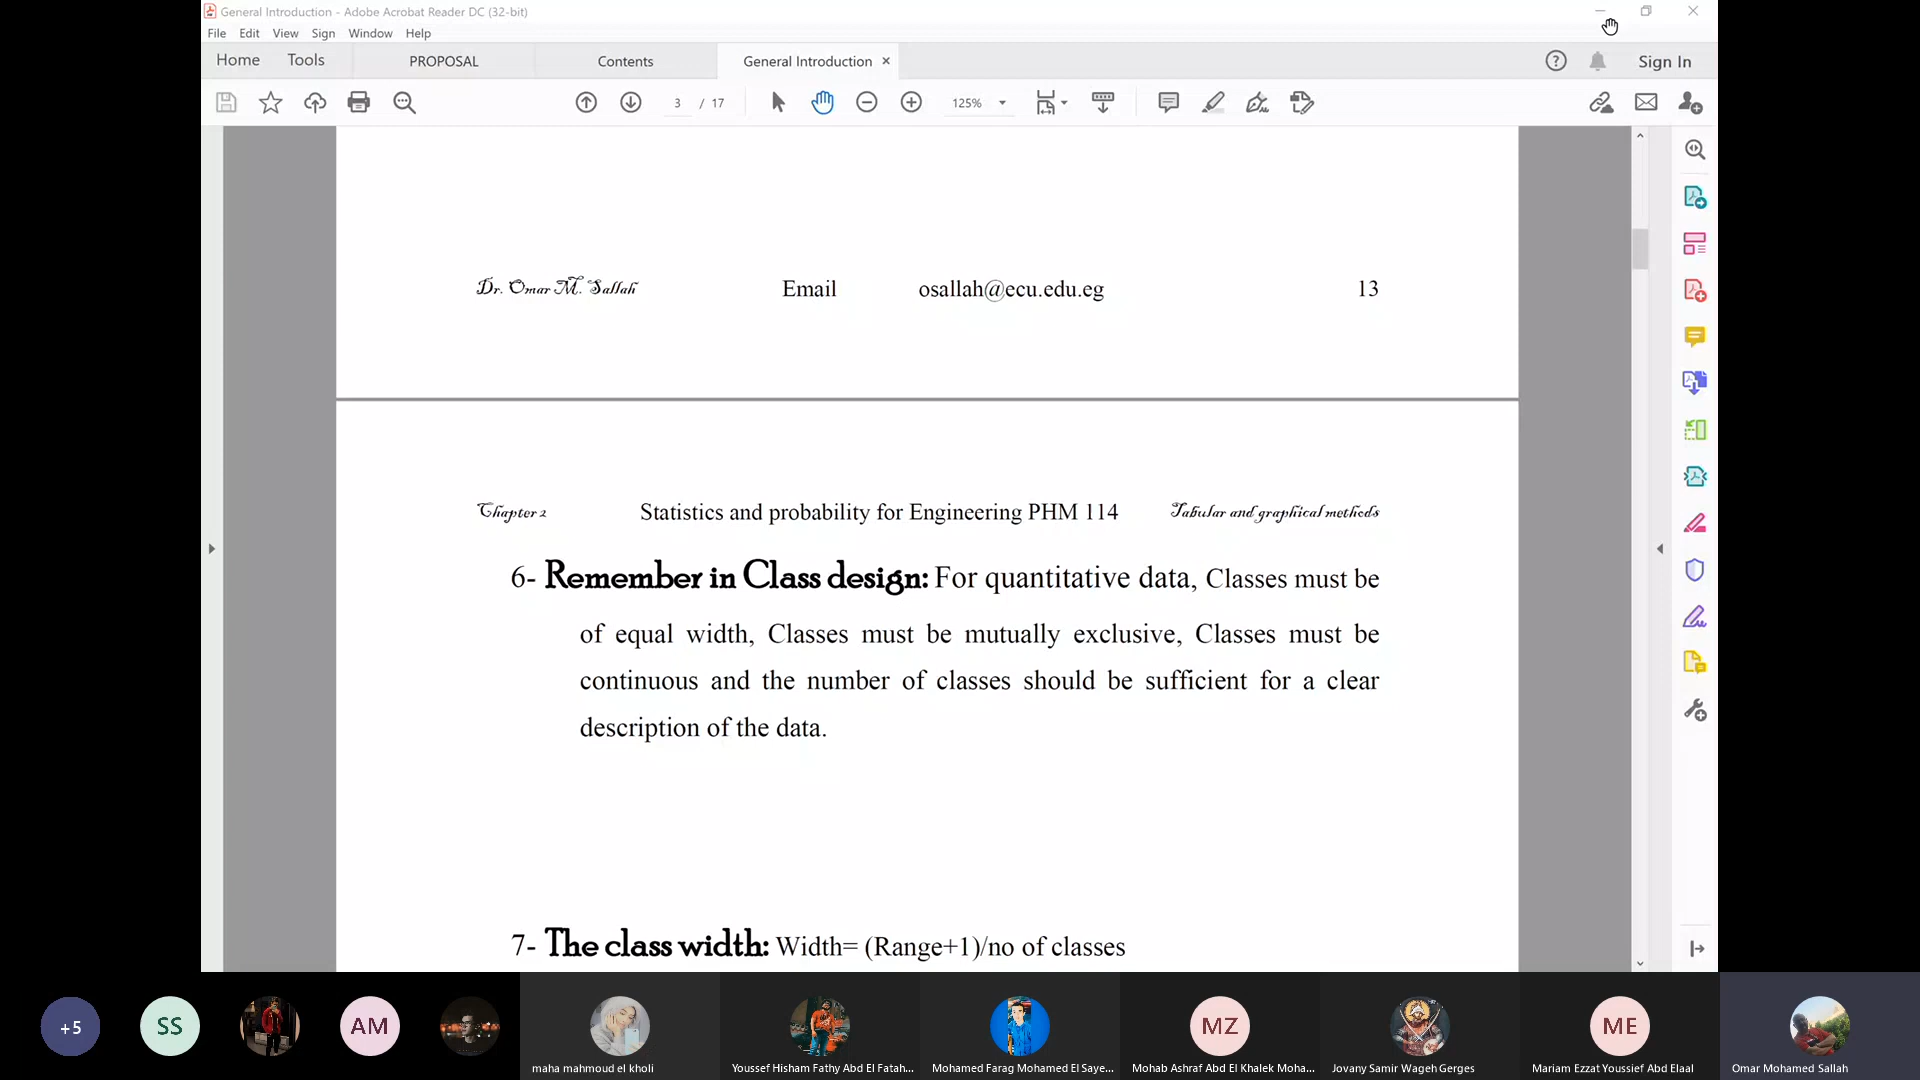 General Introduction - Adobe Acrobat Reader DC (32-bit)
File Edit View Sign Window Help
Home Tools PROPOSAL Contents General Introduction × Sign In
3 / 17 125%
Dr. Omar M. Sallah Email osallah@ecu.edu.eg 13
Chapter 2 Statistics and probability for Engineering PHM 114 Tabular and graphical methods
6- Remember in Class design: For quantitative data, Classes must be
of equal width, Classes must be mutually exclusive, Classes must be
continuous and the number of classes should be sufficient for a clear
description of the data.
7- The class width: Width= (Range+1)/no of classes
+5 SS AM MZ ME
maha mahmoud el kholi Youssef Hisham Fathy Abd El Fatah... Mohamed Farag Mohamed El Saye... Mohab Ashraf Abd El Khalek Moha... Jovany Samir Wageh Gerges Mariam Ezzat Youssief Abd Elaal Omar Mohamed Sallah